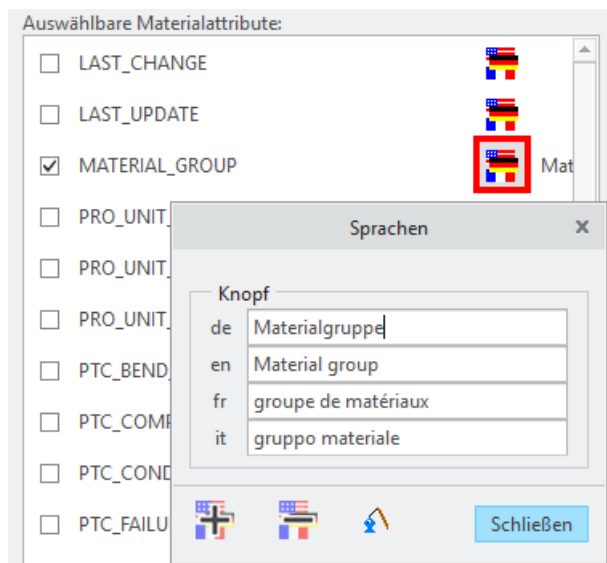 Auswählbare Materialattribute:
LAST_CHANGE
LAST_UPDATE
MATERIAL_GROUP
Mat
PRO_UNIT_
Sprachen
PRO_UNIT_
Knopf
PRO_UNIT_
de Materialgruppe
PTC_BEND_
en Material group
fr groupe de matériaux
PTC_COMP
it gruppo materiale
PTC_COND
PTC_FAILU
Schließen